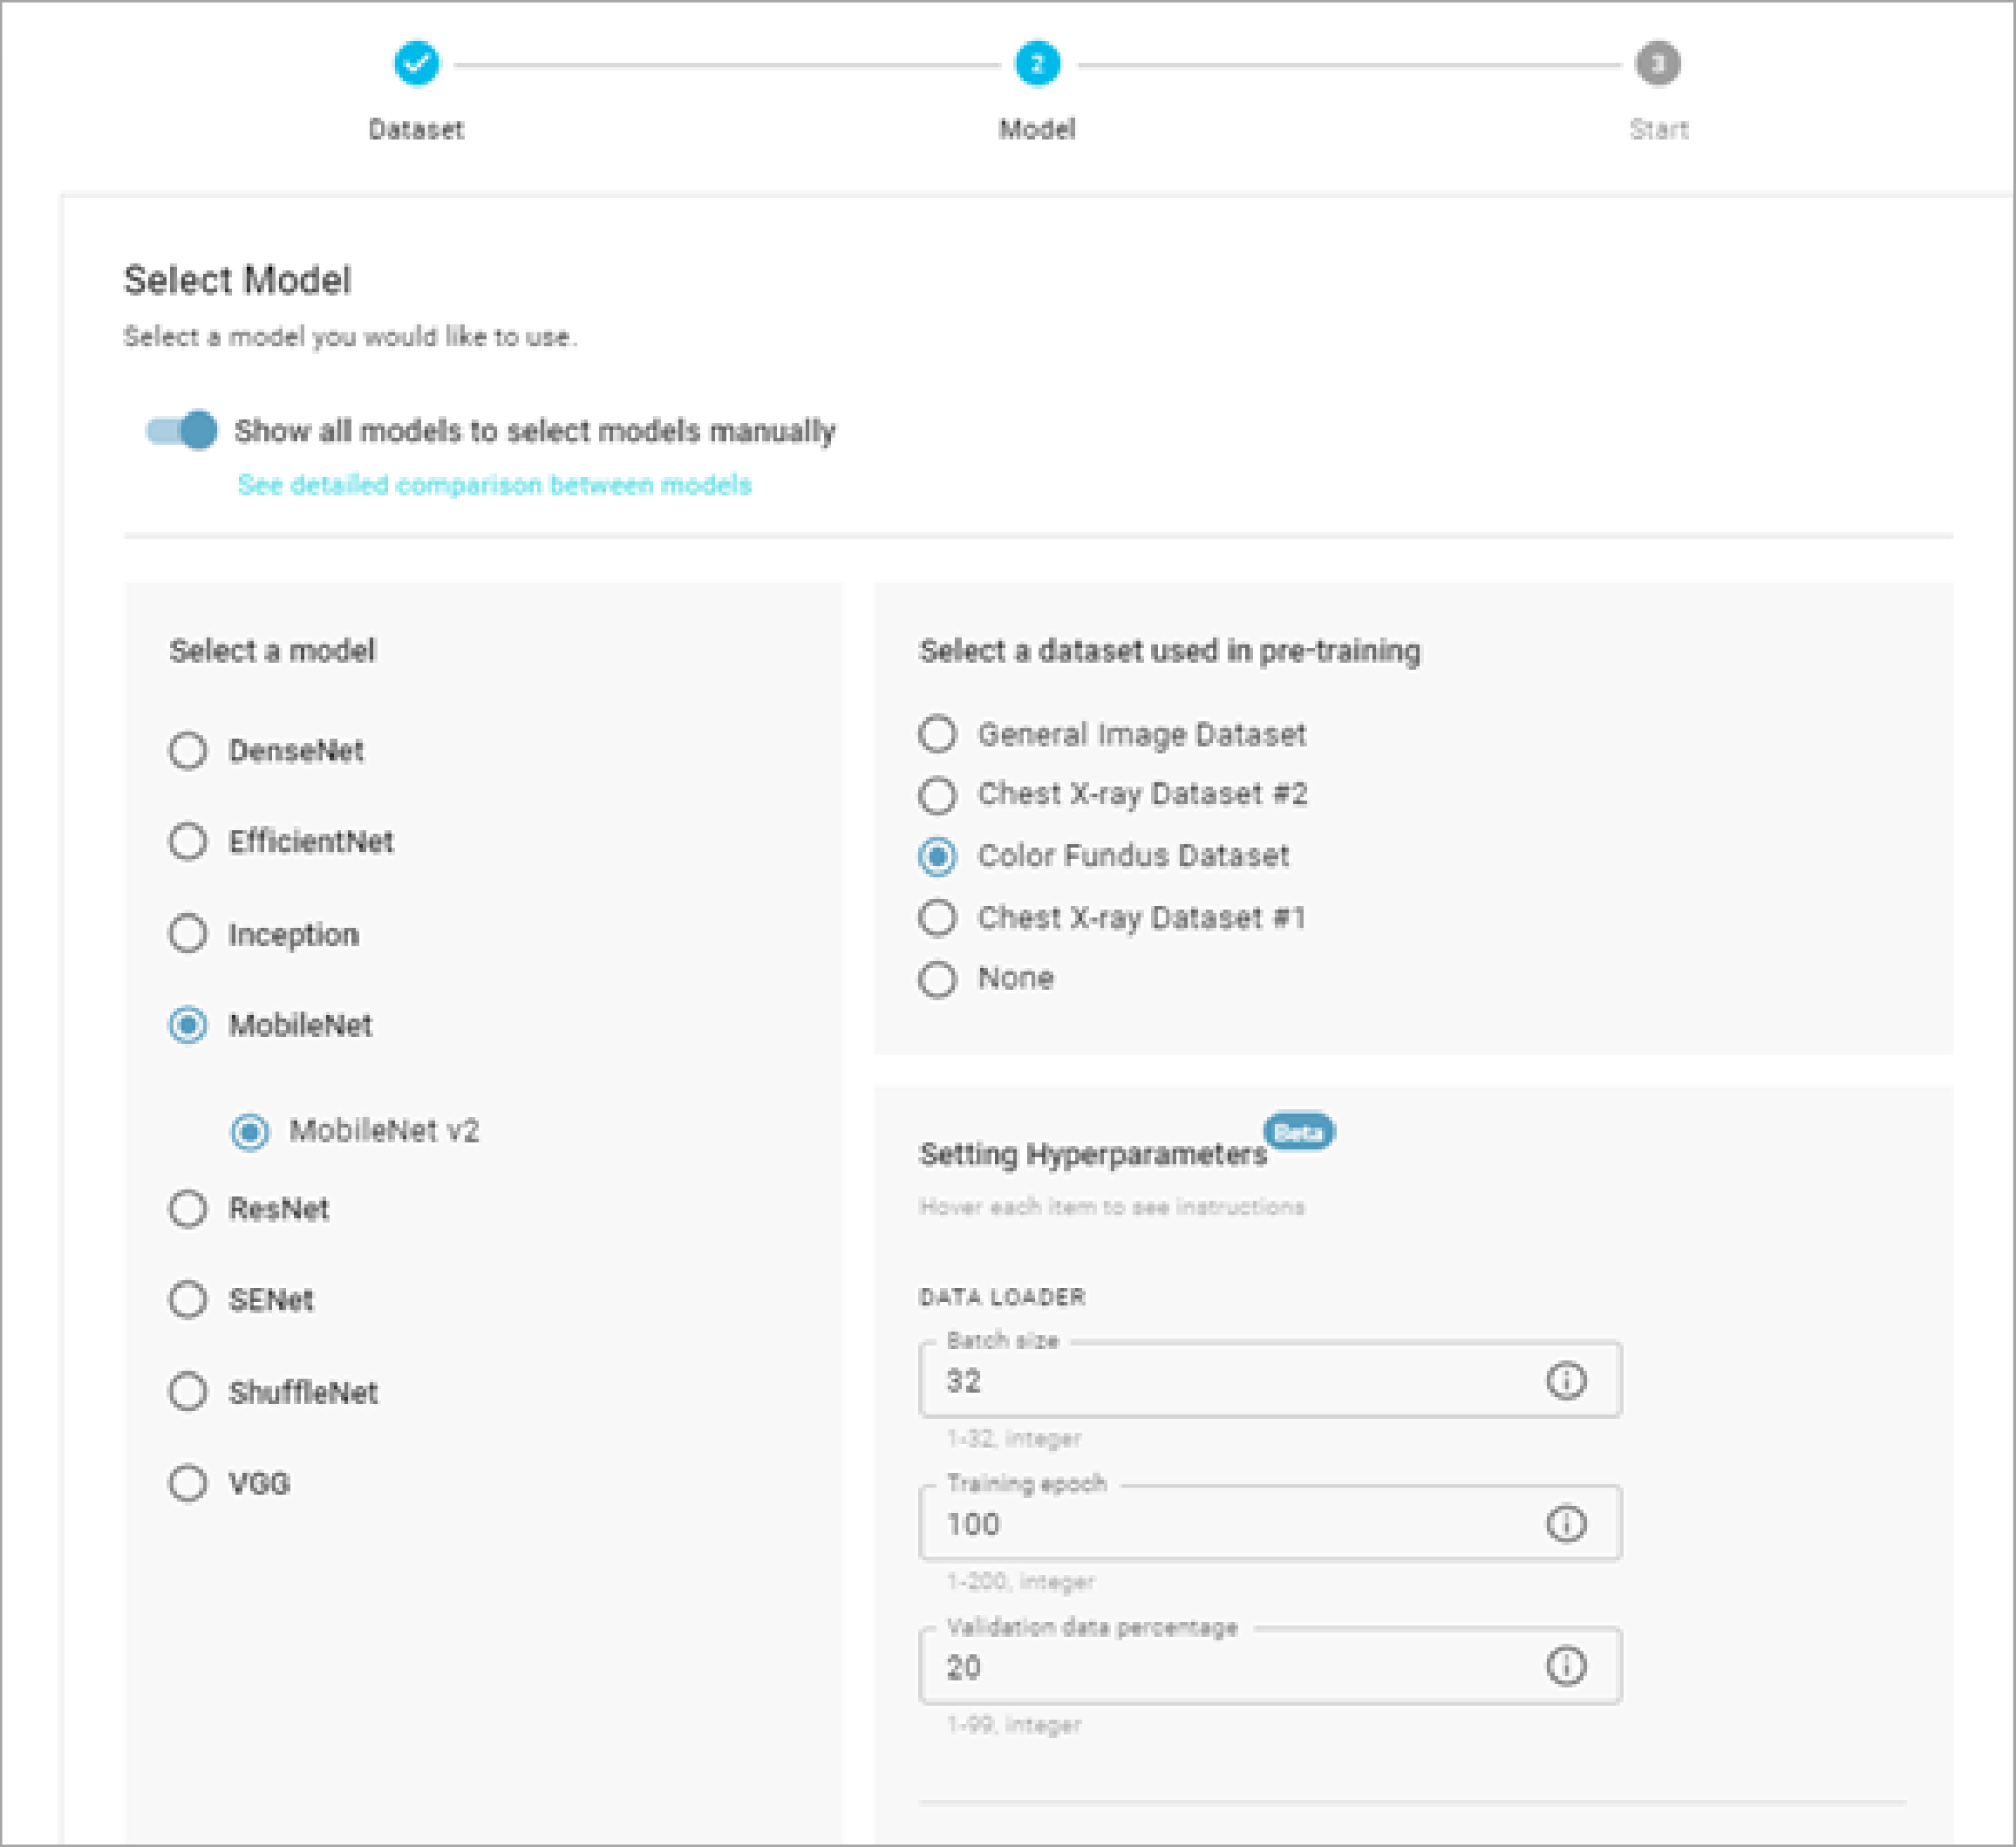 2
3
Dataset
Model
Start
Select Model
Select a model you would like to use.
Show all models to select models manually
See detailed comparison between models
Select a model
DenseNet
EfficientNet
Inception
MobileNet
MobileNet v2
ResNet
SENet
ShuffleNet
VGG
Select a dataset used in pre-training
General Image Dataset
Chest X-ray Dataset #2
Color Fundus Dataset
Chest X-ray Dataset #1
None
Setting Hyperparameters Beta
Hover each item to see instructions
DATA LOADER
Batch size
32
1-32, integer
Training epoch
100
1-200, integer
Validation data percentage
20
1-99, integer